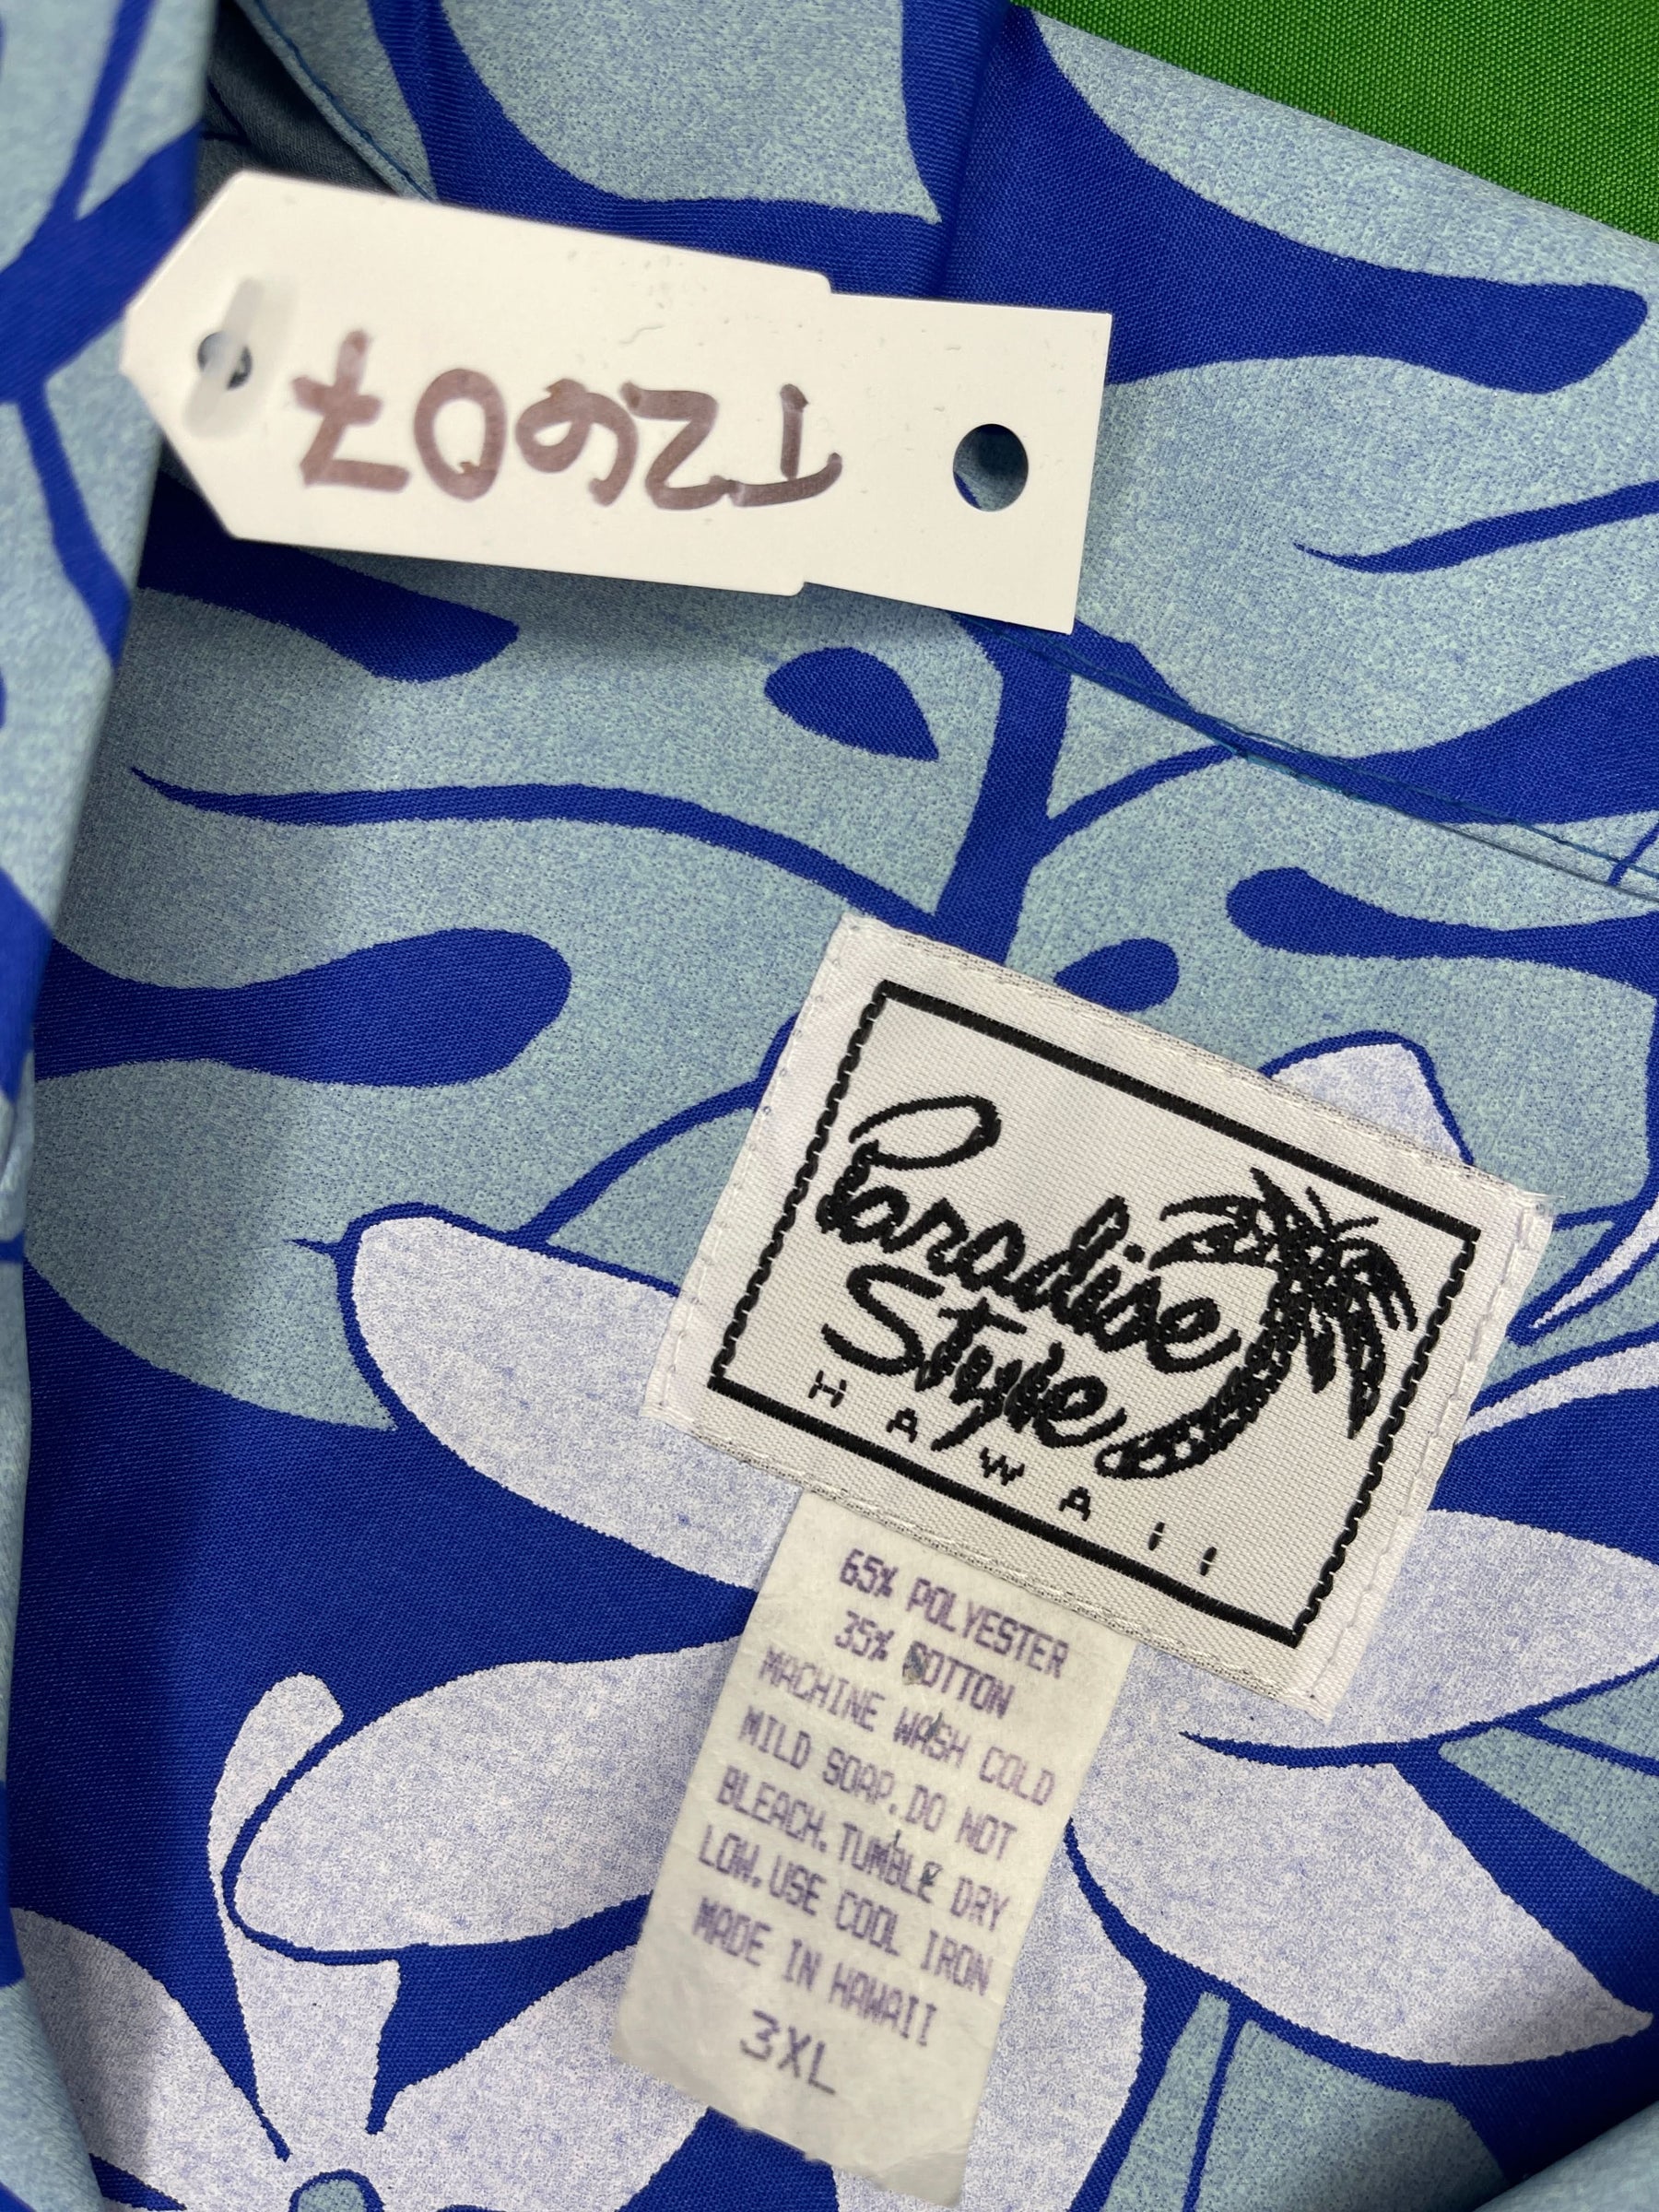 T2607
Paradise
Style
HAWAII
65% POLYESTER
35% COTTON
MACHINE WASH COLD
MILD SOAP. DO NOT
BLEACH. TUMBLE DRY
LOW. USE COOL IRON
MADE IN HAWAII
3XL